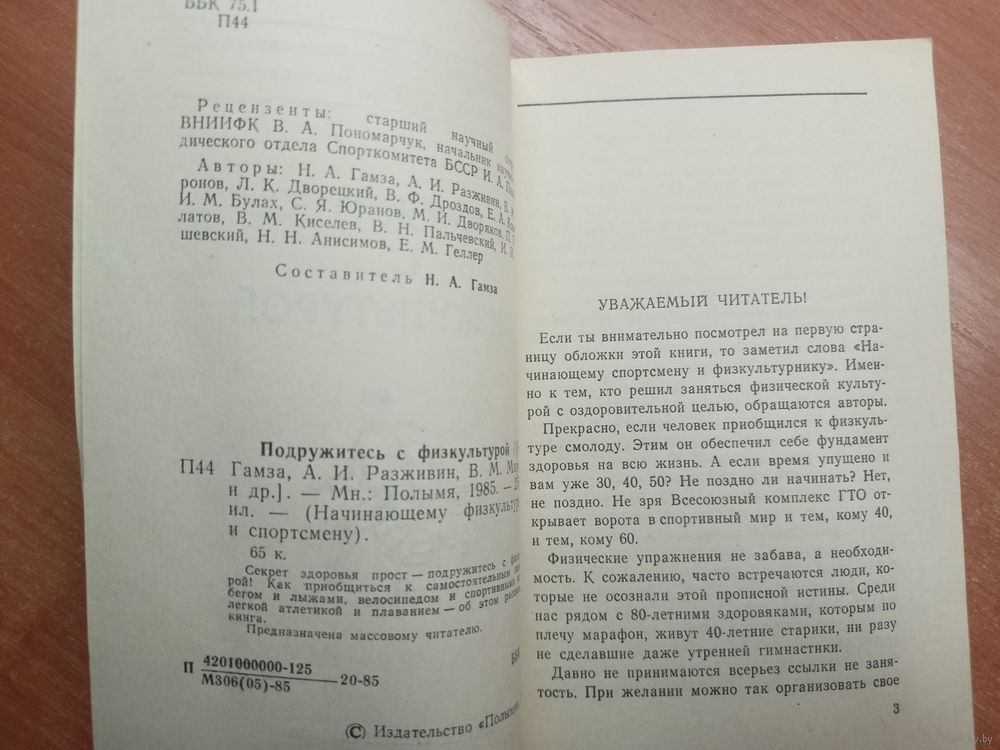 ББК 75.1
П44
Рецензенты: старший научный
ВНИИФК В. А. Пономарчук, начальник
дического отдела Спорткомитета БССР И. А.
Авторы: Н. А. Гамза, А. И. Разживин, В. М.
ронов, Л. К. Дворецкий, В. Ф. Дроздов, Е. А.
И. М. Булах, С. Я. Юранов, М. И. Дворяков, П.
латов, В. М. Киселев, В. Н. Пальчевский, И.
шевский, Н. Н. Анисимов, Е. М. Геллер
Составитель Н. А. Гамза
Подружитесь с физкультурой
П44 Гамза, А. И. Разживин, В. М.
и др.]. — Мн.: Полымя, 1985. —
ил. — (Начинающему
и спортсмену).
65 к.
Секрет здоровья прост — подружитесь с
рой! Как приобщиться к самостоятельным
бегом и лыжами, велосипедом и спортивными
легкой атлетикой и плаванием — об этом
книга.
Предназначена массовому читателю.
П 4201000000-125
М306(05)-85 20-85
ББК
© Издательство «Полымя»
УВАЖАЕМЫЙ ЧИТАТЕЛЬ!
Если ты внимательно посмотрел на первую стра-
ницу обложки этой книги, то заметил слова «На-
чинающему спортсмену и физкультурнику». Имен-
но к тем, кто решил заняться физической культу-
рой с оздоровительной целью, обращаются авторы.
Прекрасно, если человек приобщился к физкуль-
туре смолоду. Этим он обеспечил себе фундамент
здоровья на всю жизнь. А если время упущено и
вам уже 30, 40, 50? Не поздно ли начинать? Нет,
не поздно. Не зря Всесоюзный комплекс ГТО от-
крывает ворота в спортивный мир и тем, кому 40,
и тем, кому 60.
Физические упражнения не забава, а необходи-
мость. К сожалению, часто встречаются люди, ко-
торые не осознали этой прописной истины. Среди
нас рядом с 80-летними здоровяками, которым по
плечу марафон, живут 40-летние старики, ни разу
не сделавшие даже утренней гимнастики.
Давно не принимаются всерьез ссылки не заня-
тость. При желании можно так организовать свое
3